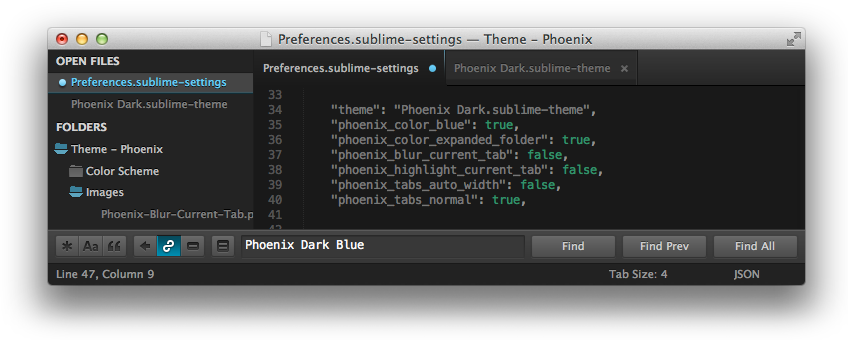 Preferences.sublime-settings — Theme – Phoenix
OPEN FILES
Preferences.sublime-settings
Phoenix Dark.sublime-theme
FOLDERS
Theme – Phoenix
Color Scheme
Images
Phoenix-Blur-Current-Tab.p
Preferences.sublime-settings
Phoenix Dark.sublime-theme ×
33
34 "theme": "Phoenix Dark.sublime-theme",
35 "phoenix_color_blue": true,
36 "phoenix_color_expanded_folder": true,
37 "phoenix_blur_current_tab": false,
38 "phoenix_highlight_current_tab": false,
39 "phoenix_tabs_auto_width": false,
40 "phoenix_tabs_normal": true,
41
42
* Aa “
Phoenix Dark Blue
Find
Find Prev
Find All
Line 47, Column 9
Tab Size: 4
JSON